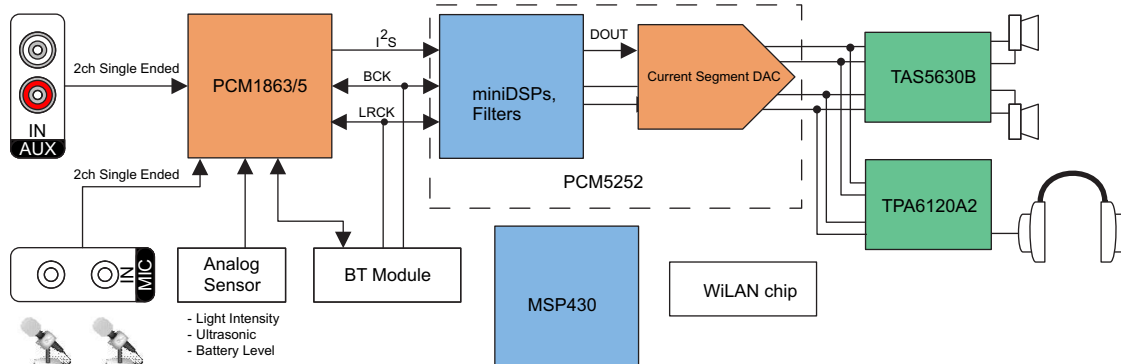 IN
AUX
2ch Single Ended
PCM1863/5
I2S
BCK
LRCK
miniDSPs,
Filters
DOUT
Current Segment DAC
PCM5252
TAS5630B
TPA6120A2
2ch Single Ended
IN
MIC
Analog
Sensor
- Light Intensity
- Ultrasonic
- Battery Level
BT Module
MSP430
WiLAN chip